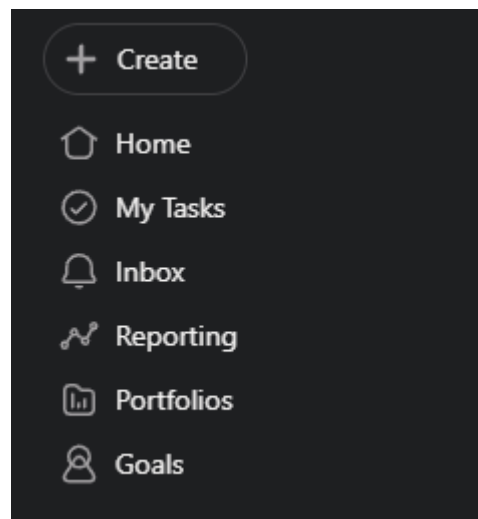 Create
Home
My Tasks
Inbox
Reporting
Portfolios
Goals